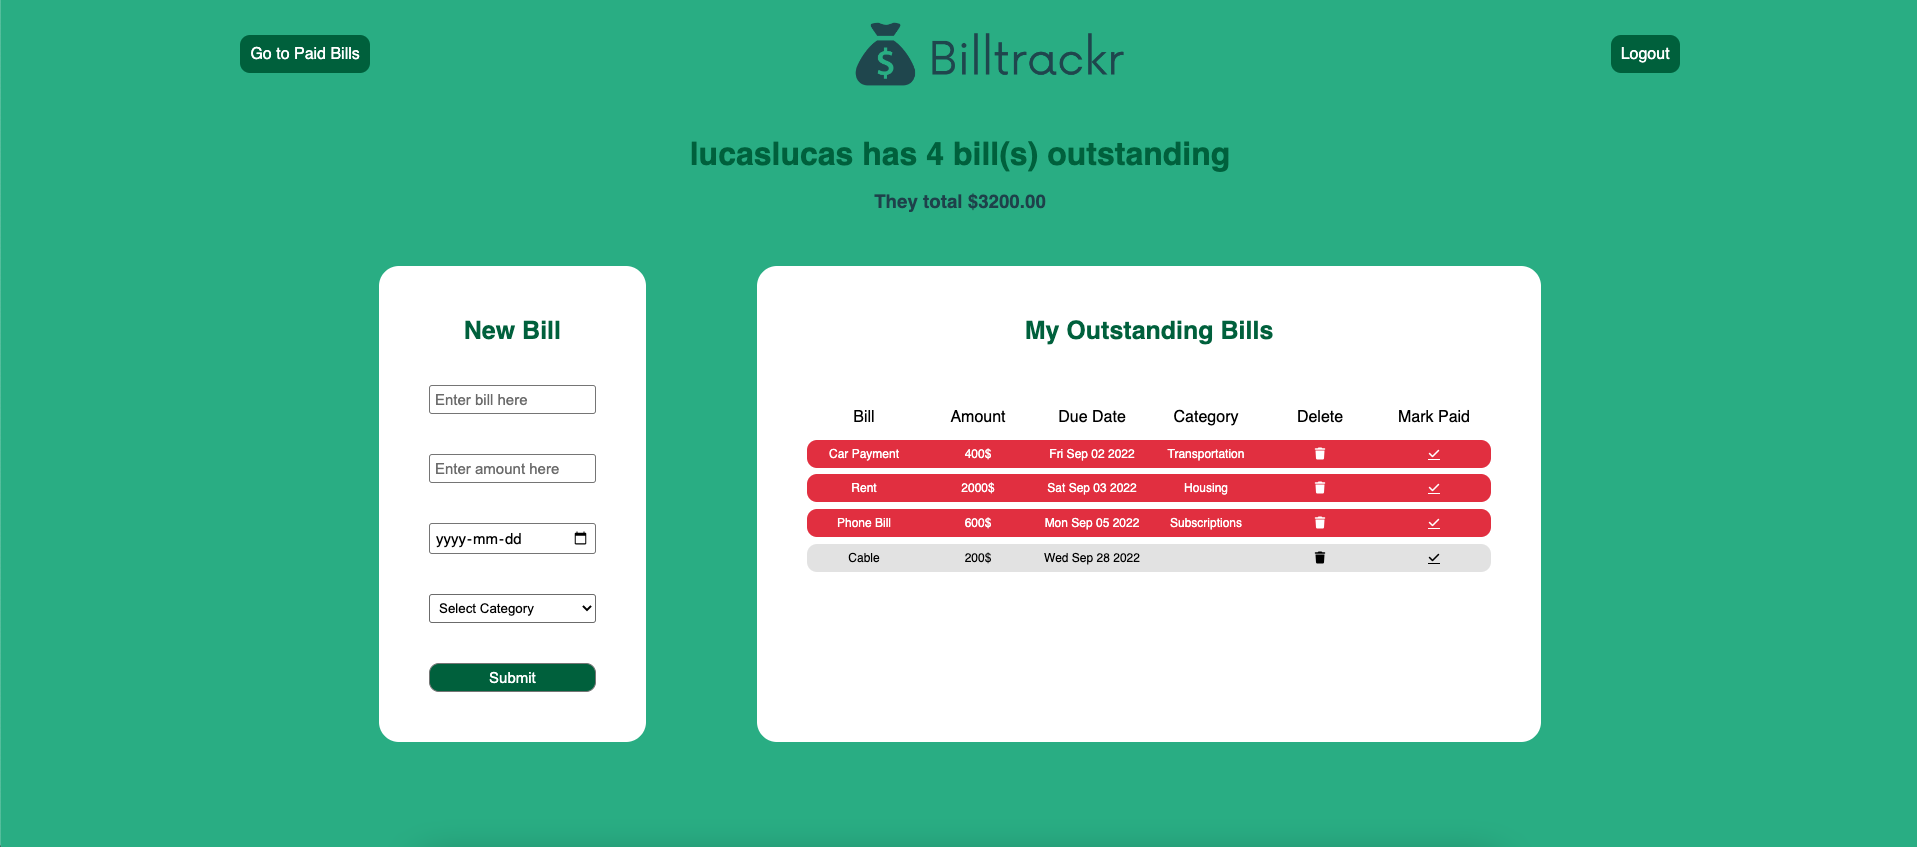 Go to Paid Bills
$ Billtrackr
Logout
lucaslucas has 4 bill(s) outstanding
They total $3200.00
New Bill
Enter bill here
Enter amount here
yyyy-mm-dd
Select Category
Submit
My Outstanding Bills
Bill Amount Due Date Category Delete Mark Paid
Car Payment 400$ Fri Sep 02 2022 Transportation
Rent 2000$ Sat Sep 03 2022 Housing
Phone Bill 600$ Mon Sep 05 2022 Subscriptions
Cable 200$ Wed Sep 28 2022